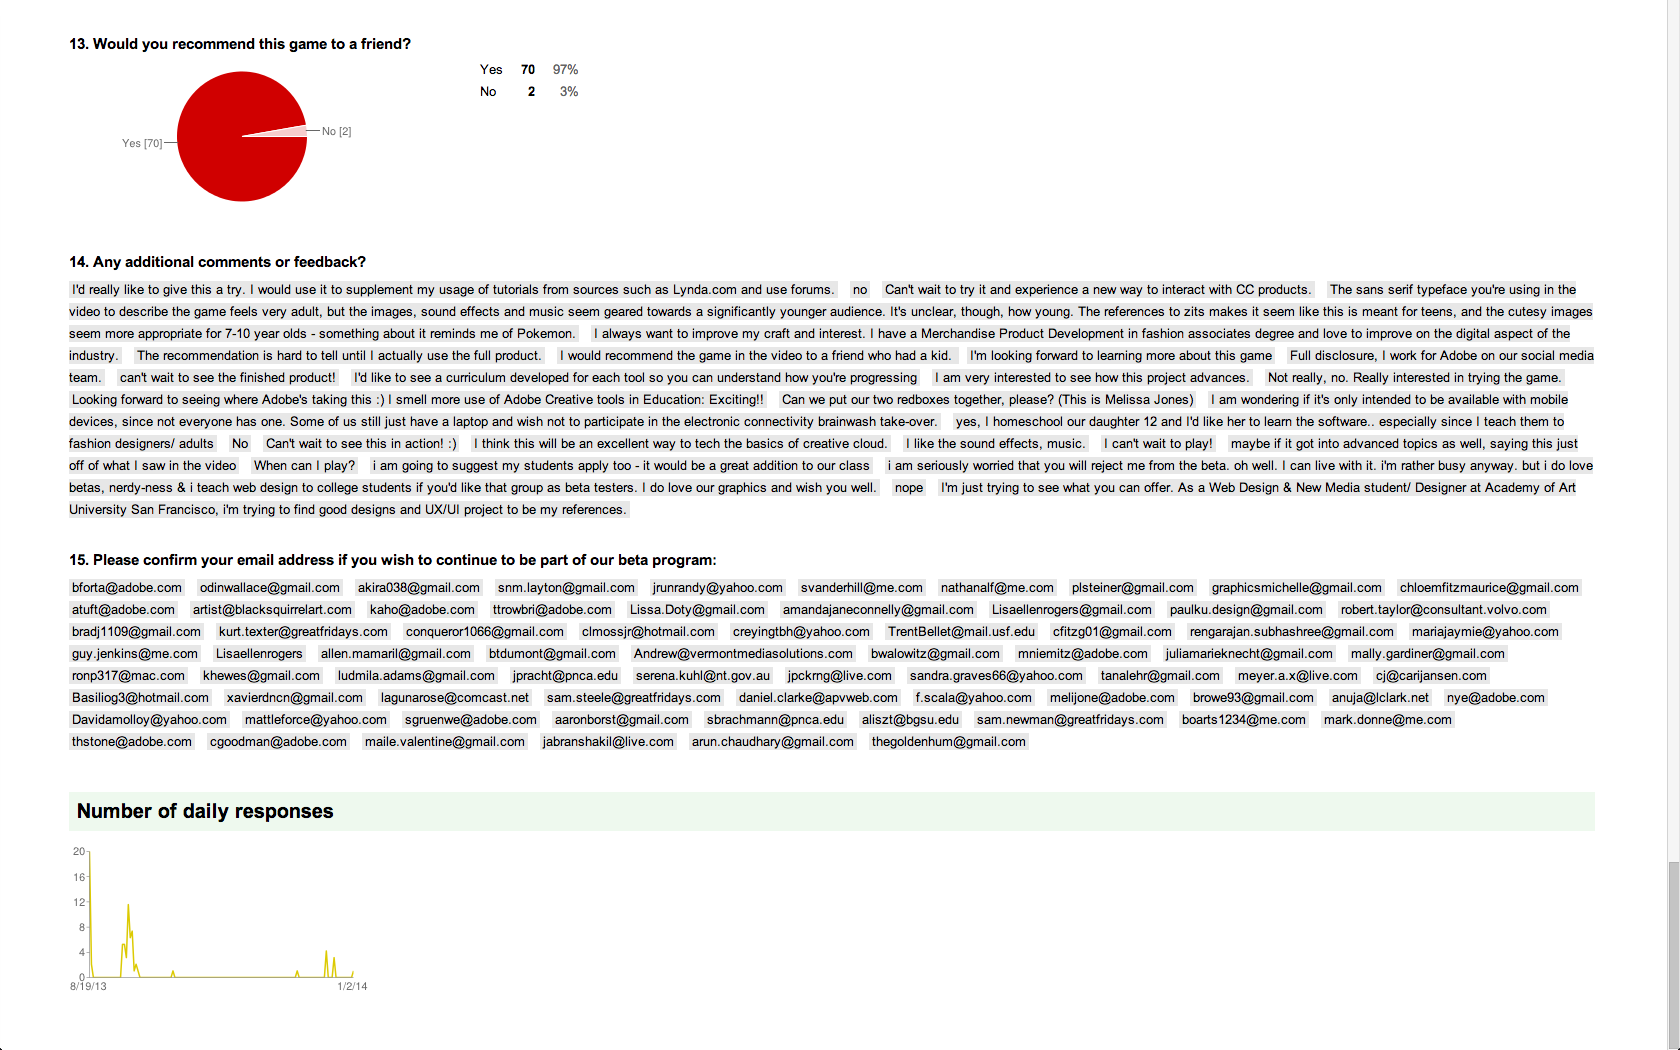 13. Would you recommend this game to a friend?
Yes 70 97%
No 2 3%
No [2]
Yes [70]
14. Any additional comments or feedback?
I'd really like to give this a try. I would use it to supplement my usage of tutorials from sources such as Lynda.com and use forums. no Can't wait to try it and experience a new way to interact with CC products. The sans serif typeface you're using in the
video to describe the game feels very adult, but the images, sound effects and music seem geared towards a significantly younger audience. It's unclear, though, how young. The references to zits makes it seem like this is meant for teens, and the cutesy images
seem more appropriate for 7-10 year olds - something about it reminds me of Pokemon. I always want to improve my craft and interest. I have a Merchandise Product Development in fashion associates degree and love to improve on the digital aspect of the
industry. The recommendation is hard to tell until I actually use the full product. I would recommend the game in the video to a friend who had a kid. I'm looking forward to learning more about this game Full disclosure, I work for Adobe on our social media
team. can't wait to see the finished product! I'd like to see a curriculum developed for each tool so you can understand how you're progressing I am very interested to see how this project advances. Not really, no. Really interested in trying the game.
Looking forward to seeing where Adobe's taking this :) I smell more use of Adobe Creative tools in Education: Exciting!! Can we put our two redboxes together, please? (This is Melissa Jones) I am wondering if it's only intended to be available with mobile
devices, since not everyone has one. Some of us still just have a laptop and wish not to participate in the electronic connectivity brainwash take-over. yes, I homeschool our daughter 12 and I'd like her to learn the software.. especially since I teach them to
fashion designers/ adults No Can't wait to see this in action! :) I think this will be an excellent way to tech the basics of creative cloud. I like the sound effects, music. I can't wait to play! maybe if it got into advanced topics as well, saying this just
off of what I saw in the video When can I play? i am going to suggest my students apply too - it would be a great addition to our class i am seriously worried that you will reject me from the beta. oh well. I can live with it. i'm rather busy anyway. but i do love
betas, nerdy-ness & i teach web design to college students if you'd like that group as beta testers. I do love our graphics and wish you well. nope I'm just trying to see what you can offer. As a Web Design & New Media student/ Designer at Academy of Art
University San Francisco, i'm trying to find good designs and UX/UI project to be my references.
15. Please confirm your email address if you wish to continue to be part of our beta program:
bforta@adobe.com odinwallace@gmail.com akira038@gmail.com snm.layton@gmail.com jrunrandy@yahoo.com svanderhill@me.com nathanalf@me.com plsteiner@gmail.com graphicsmichelle@gmail.com chloemfitzmaurice@gmail.com
atuft@adobe.com artist@blacksquirrelart.com kaho@adobe.com ttrowbri@adobe.com Lissa.Doty@gmail.com amandajaneconnelly@gmail.com Lisaellenrogers@gmail.com paulku.design@gmail.com robert.taylor@consultant.volvo.com
bradj1109@gmail.com kurt.texter@greatfridays.com conqueror1066@gmail.com clmossjr@hotmail.com creyingtbh@yahoo.com TrentBellet@mail.usf.edu cfitzg01@gmail.com rengarajan.subhashree@gmail.com mariajaymie@yahoo.com
guy.jenkins@me.com Lisaellenrogers allen.mamaril@gmail.com btdumont@gmail.com Andrew@vermontmediasolutions.com bwalowitz@gmail.com mniemitz@adobe.com juliamarieknecht@gmail.com mally.gardiner@gmail.com
ronp317@mac.com khewes@gmail.com ludmila.adams@gmail.com jpracht@pnca.edu serena.kuhl@nt.gov.au jpckrng@live.com sandra.graves66@yahoo.com tanalehr@gmail.com meyer.a.x@live.com cj@carijansen.com
Basiliog3@hotmail.com xavierdncn@gmail.com lagunarose@comcast.net sam.steele@greatfridays.com daniel.clarke@apvweb.com f.scala@yahoo.com melijone@adobe.com browe93@gmail.com anuja@lclark.net nye@adobe.com
Davidamolloy@yahoo.com mattleforce@yahoo.com sgruenwe@adobe.com aaronborst@gmail.com sbrachmann@pnca.edu aliszt@bgsu.edu sam.newman@greatfridays.com boarts1234@me.com mark.donne@me.com
thstone@adobe.com cgoodman@adobe.com maile.valentine@gmail.com jabranshakil@live.com arun.chaudhary@gmail.com thegoldenhum@gmail.com
Number of daily responses
20
16
12
8
4
0
8/19/13 1/2/14